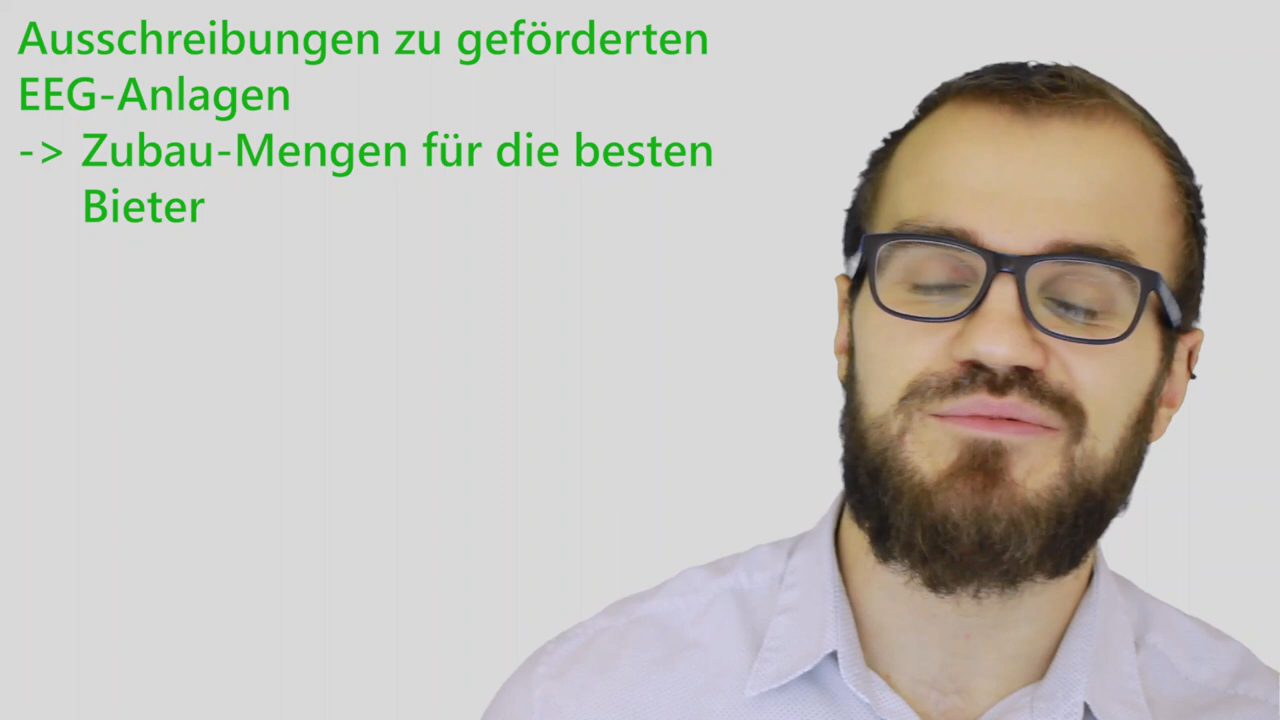 Ausschreibungen zu geförderten
EEG-Anlagen
-> Zubau-Mengen für die besten
Bieter